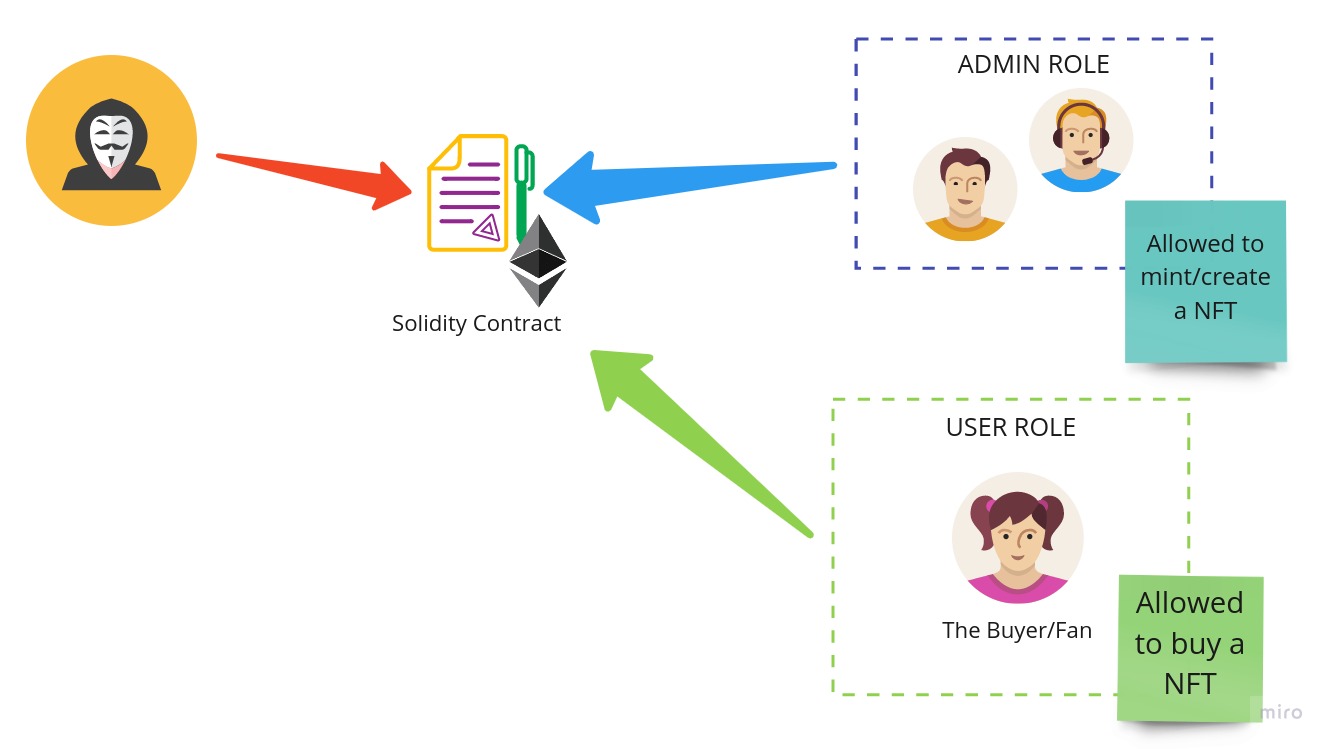 ADMIN ROLE
Allowed to
mint/create
a NFT
Solidity Contract
USER ROLE
The Buyer/Fan
Allowed
to buy a
NFT
miro